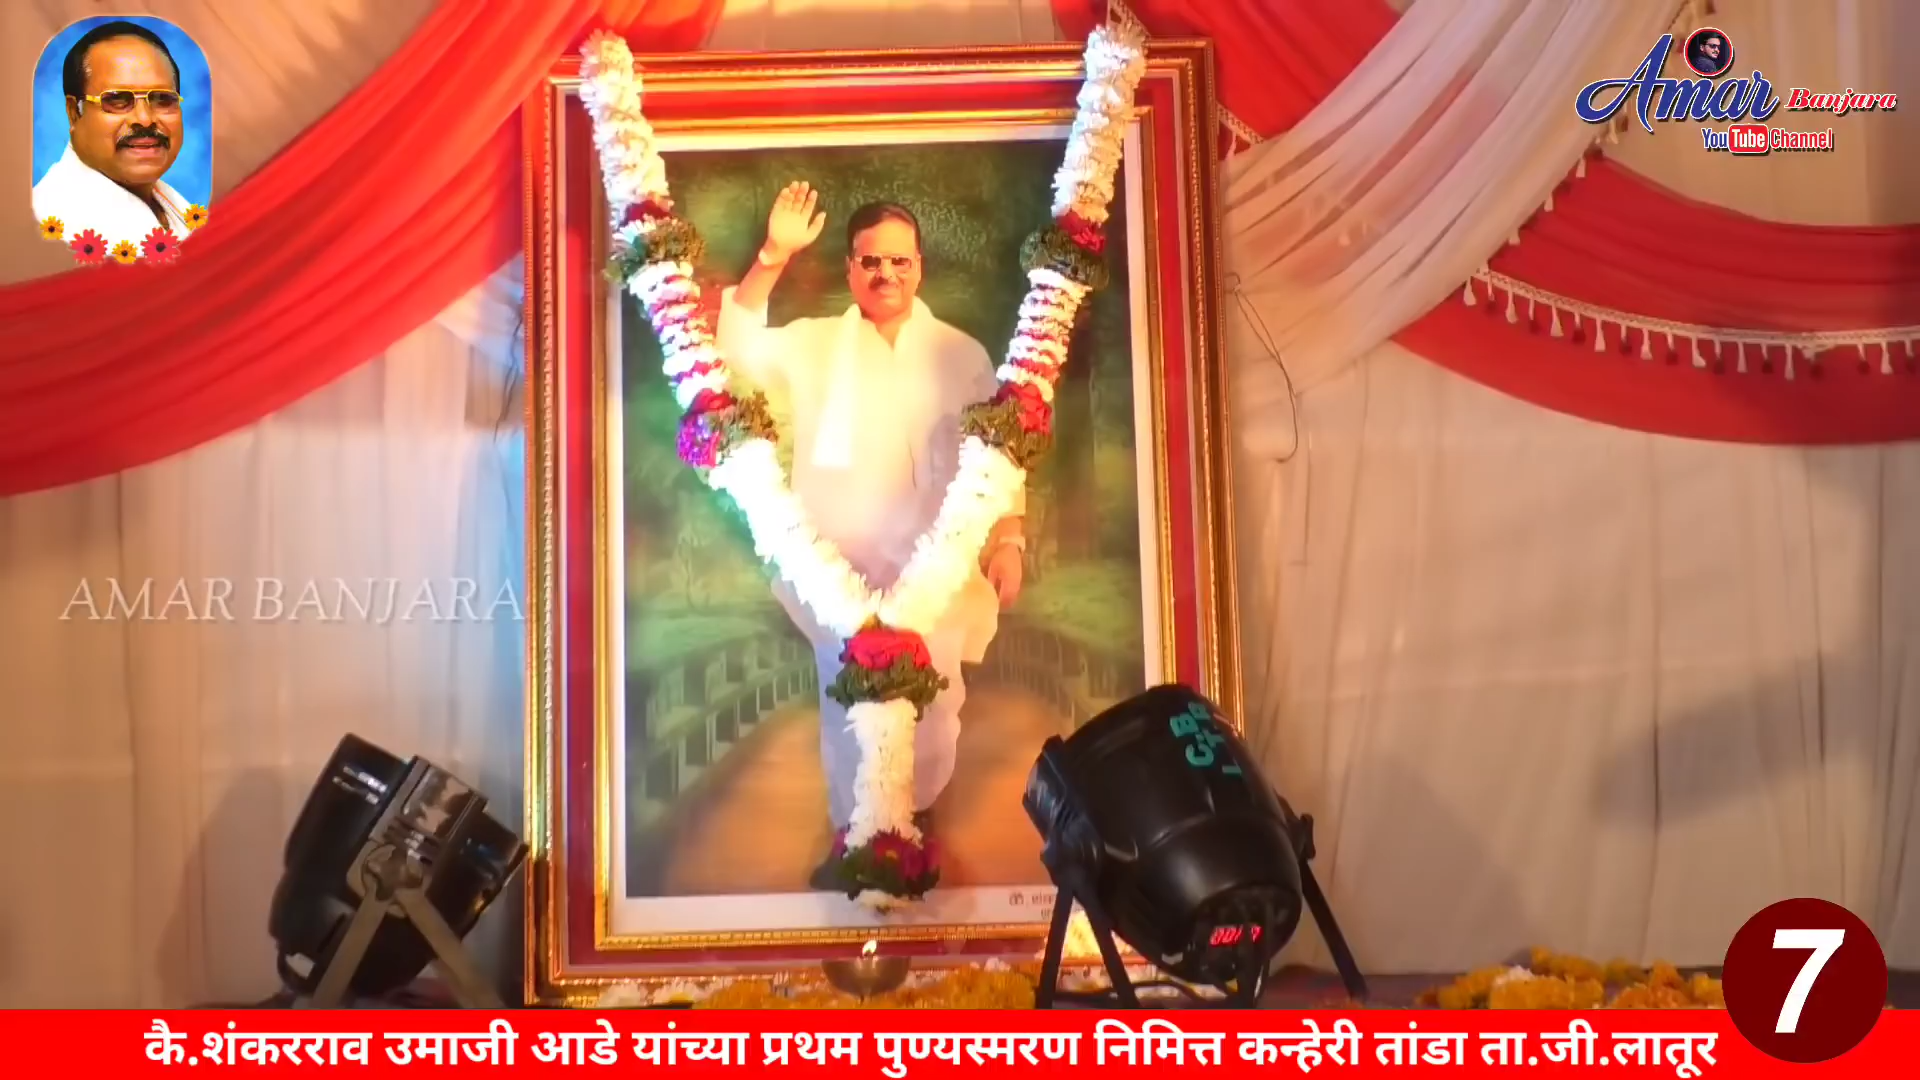 Amar Banjara
YouTube Channel
AMAR BANJARA
7
कै.शंकरराव उमाजी आडे यांच्या प्रथम पुण्यस्मरण निमित्त कन्हेरी तांडा ता.जी.लातूर